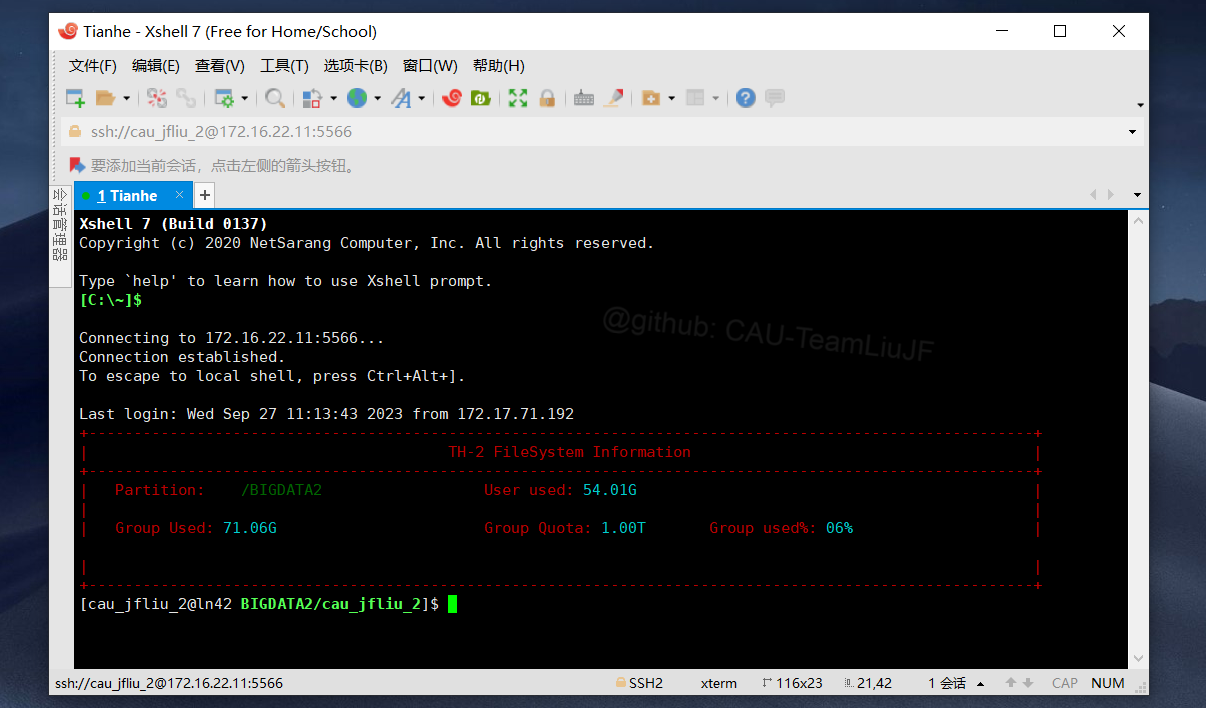 Tianhe - Xshell 7 (Free for Home/School)
文件(F) 编辑(E) 查看(V) 工具(T) 选项卡(B) 窗口(W) 帮助(H)
ssh://cau_jfliu_2@172.16.22.11:5566
要添加当前会话，点击左侧的箭头按钮。
会话管理器
1 Tianhe × +
Xshell 7 (Build 0137)
Copyright (c) 2020 NetSarang Computer, Inc. All rights reserved.
Type `help' to learn how to use Xshell prompt.
[C:\~]$
@github: CAU-TeamLiuJF
Connecting to 172.16.22.11:5566...
Connection established.
To escape to local shell, press Ctrl+Alt+].
Last login: Wed Sep 27 11:13:43 2023 from 172.17.71.192
TH-2 FileSystem Information
Partition: /BIGDATA2 User used: 54.01G
Group Used: 71.06G Group Quota: 1.00T Group used%: 06%
[cau_jfliu_2@ln42 BIGDATA2/cau_jfliu_2]$
ssh://cau_jfliu_2@172.16.22.11:5566 SSH2 xterm 116x23 21,42 1 会话 CAP NUM